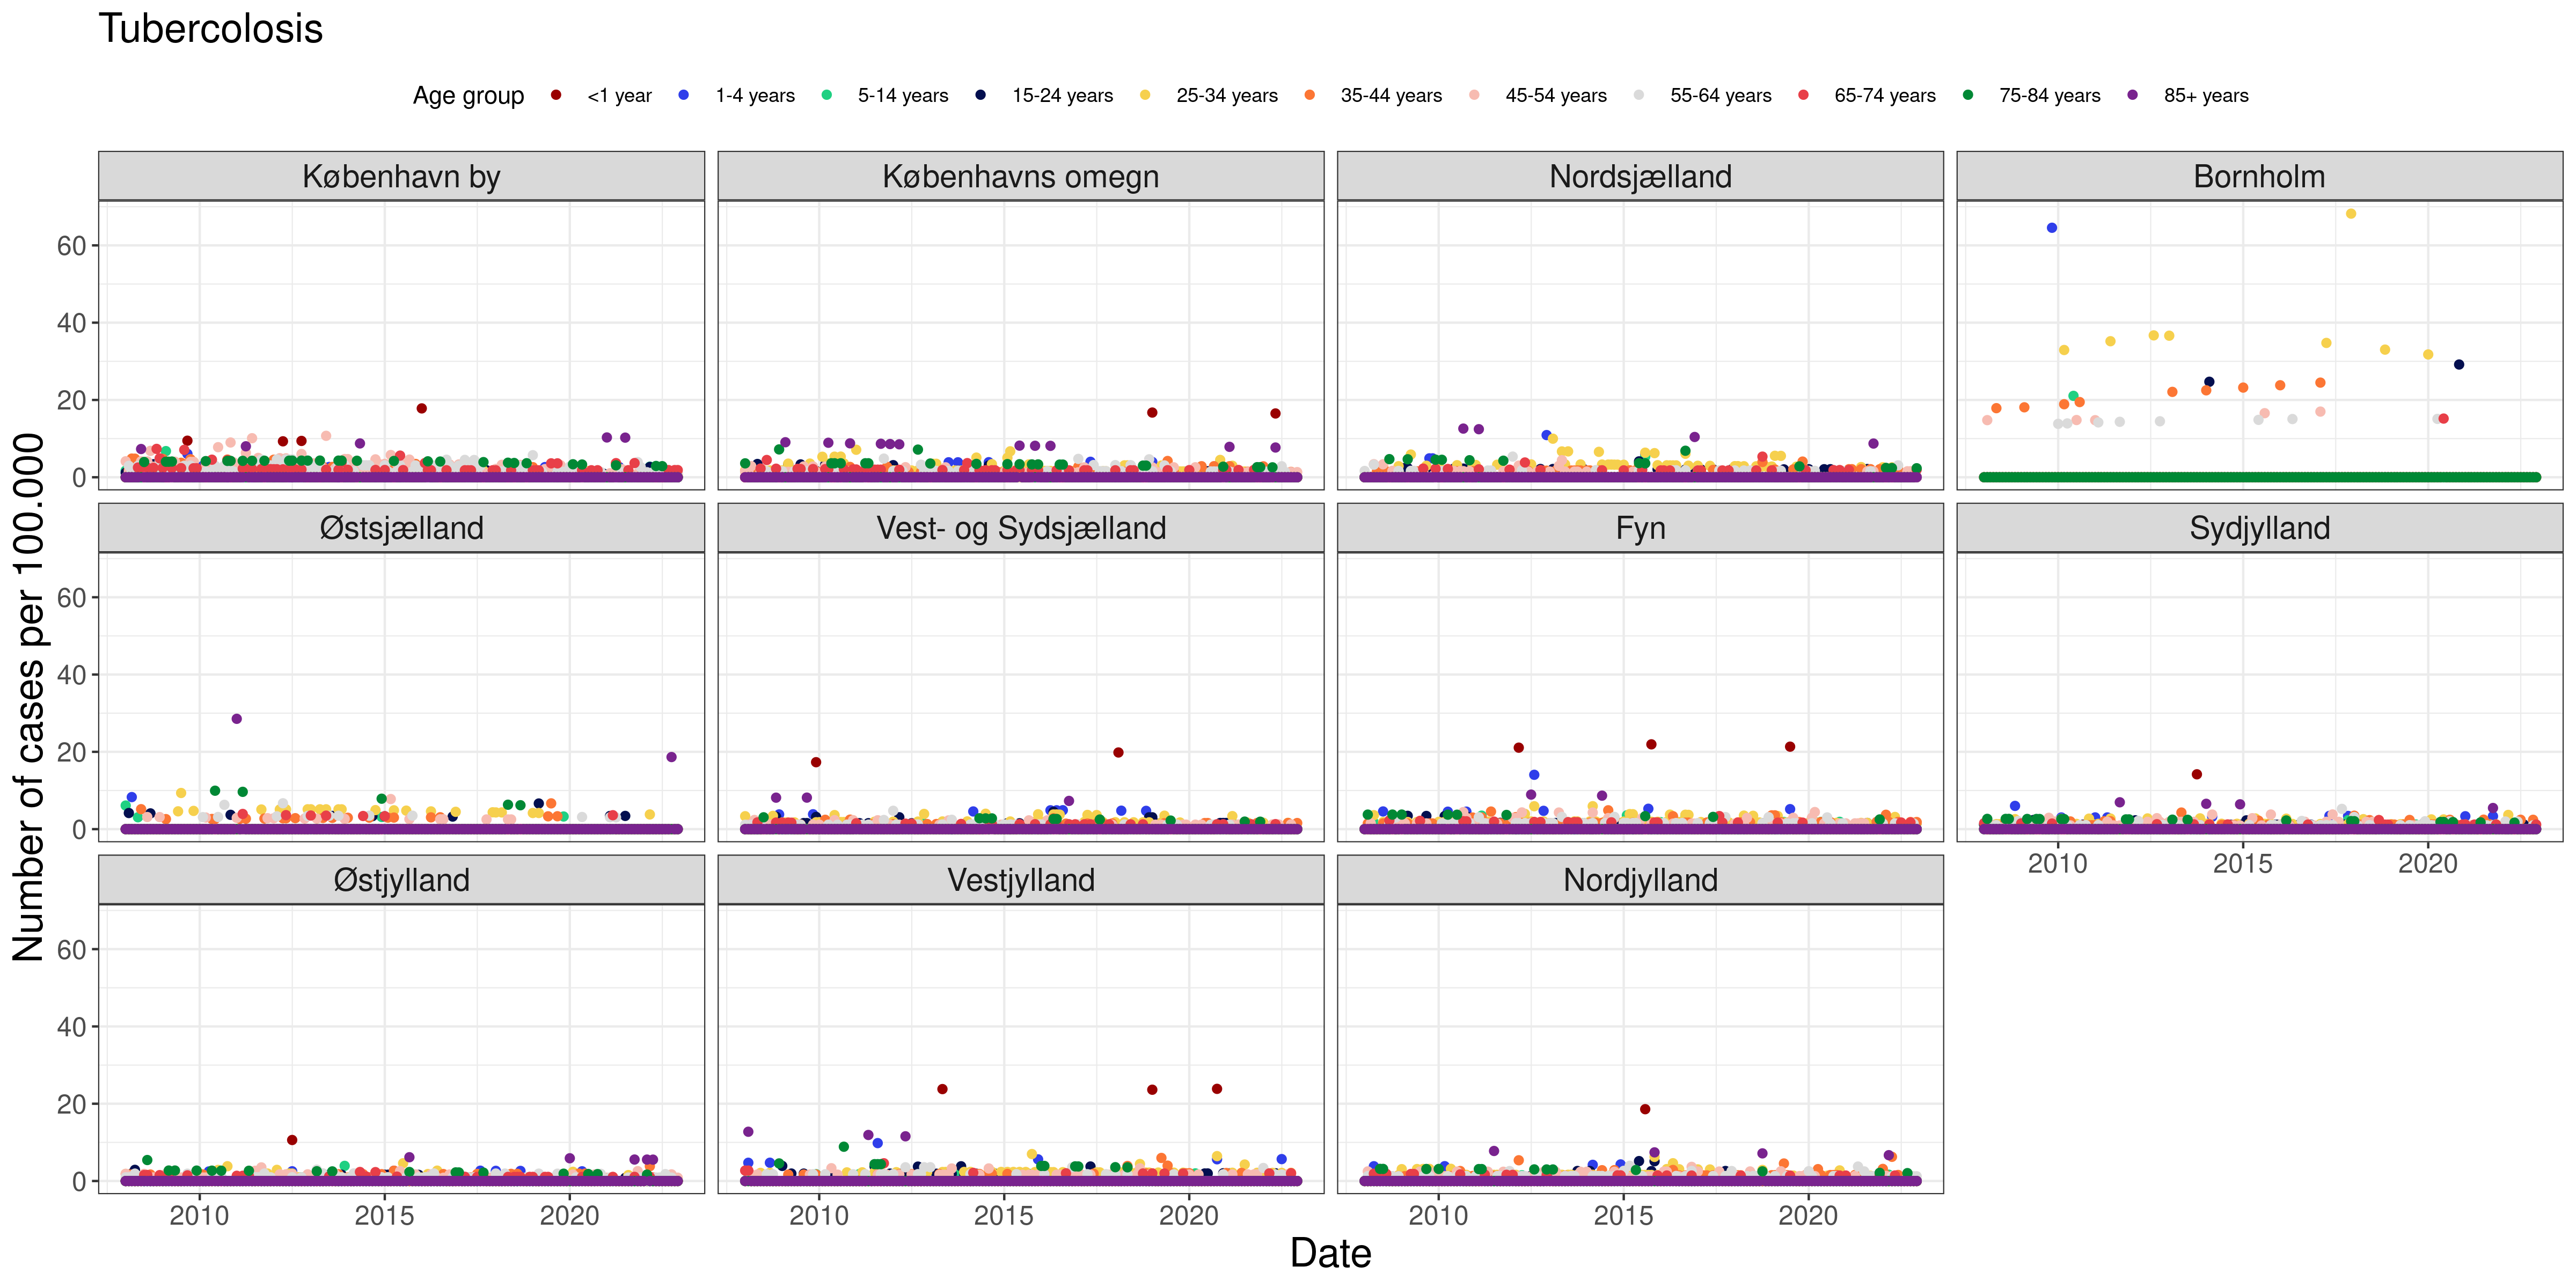 Tubercolosis
Age group <1 year 1-4 years 5-14 years 15-24 years 25-34 years 35-44 years 45-54 years 55-64 years 65-74 years 75-84 years 85+ years
København by Københavns omegn Nordsjælland Bornholm
60
40
20
0
Østsjælland Vest- og Sydsjælland Fyn Sydjylland
60
40
20
0
2010 2015 2020
Østjylland Vestjylland Nordjylland
60
40
20
0
2010 2015 2020 2010 2015 2020 2010 2015 2020
Number of cases per 100.000
Date